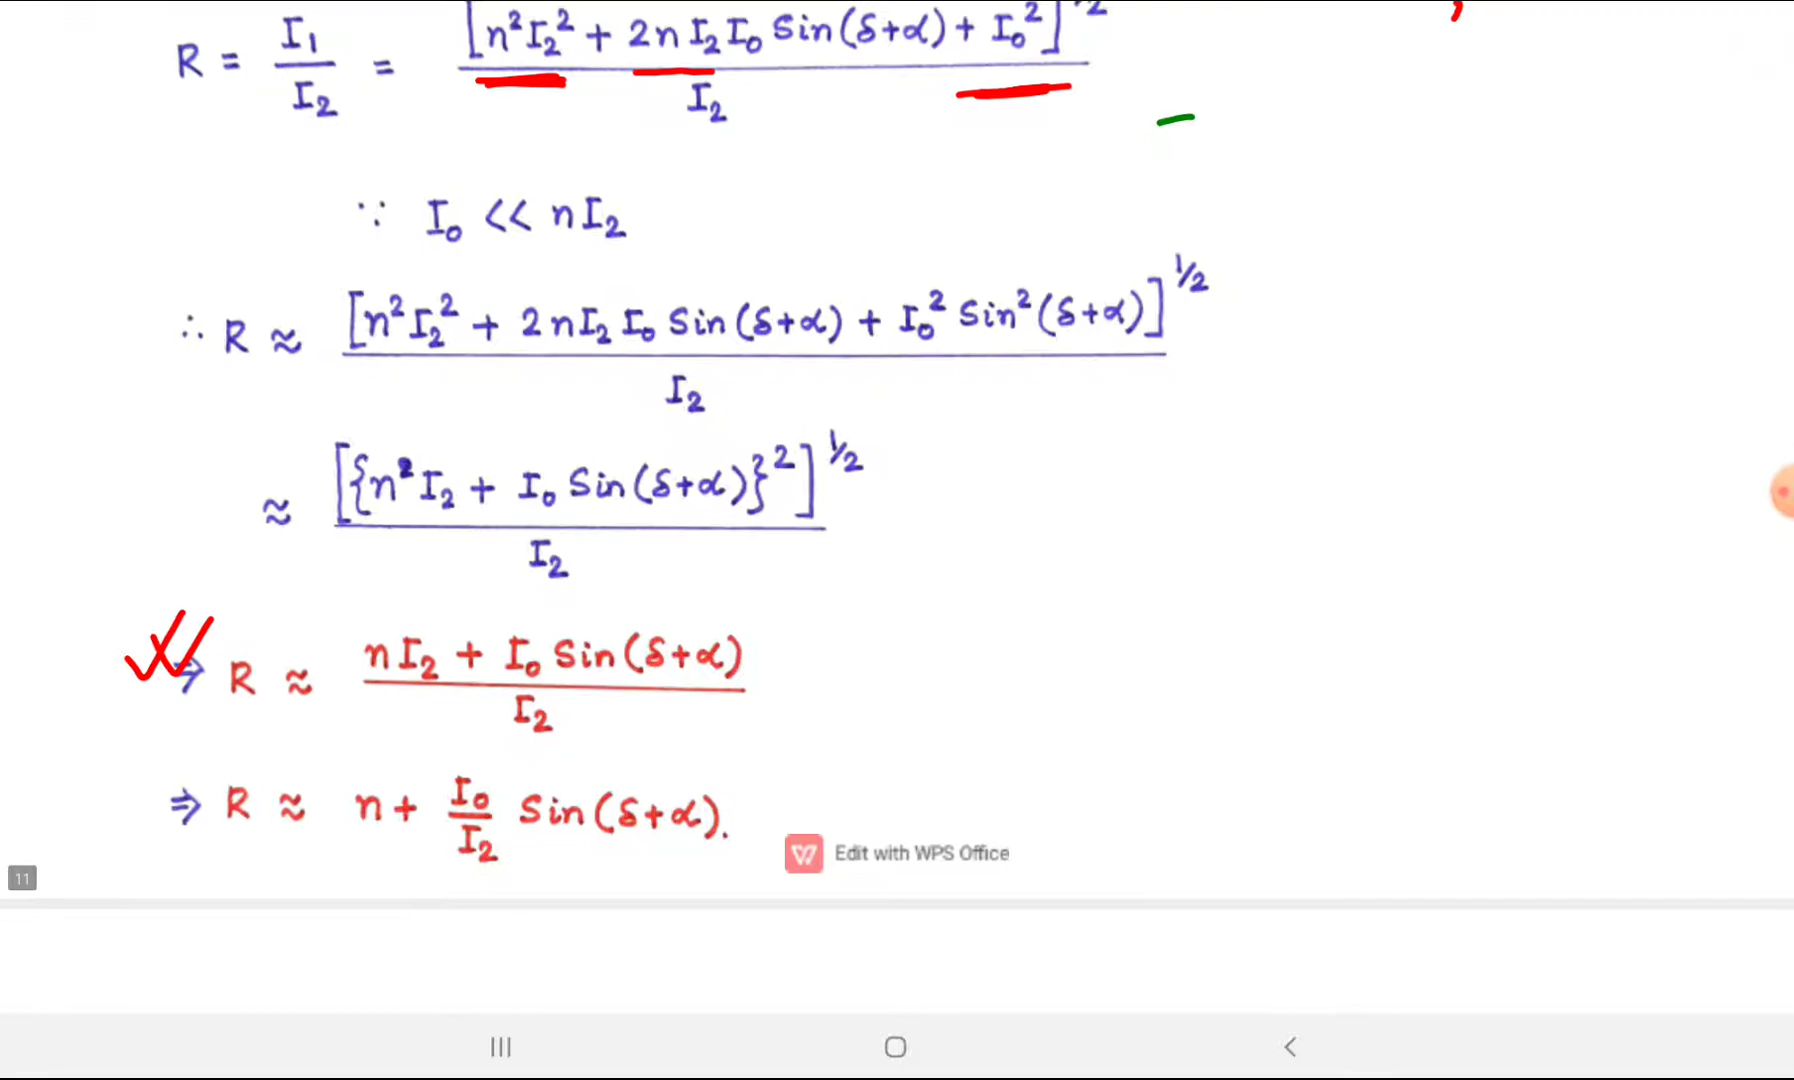 R = I₁/I₂ = [n²I₂² + 2nI₂I₀ Sin(δ+α) + I₀²]^½ / I₂
∵ I₀ << nI₂
∴ R ≈ [n²I₂² + 2nI₂I₀ Sin(δ+α) + I₀² Sin²(δ+α)]^½ / I₂
≈ [{n²I₂ + I₀ Sin(δ+α)}²]^½ / I₂
⇒ R ≈ nI₂ + I₀ Sin(δ+α) / I₂
⇒ R ≈ n + I₀/I₂ Sin(δ+α).
Edit with WPS Office
11